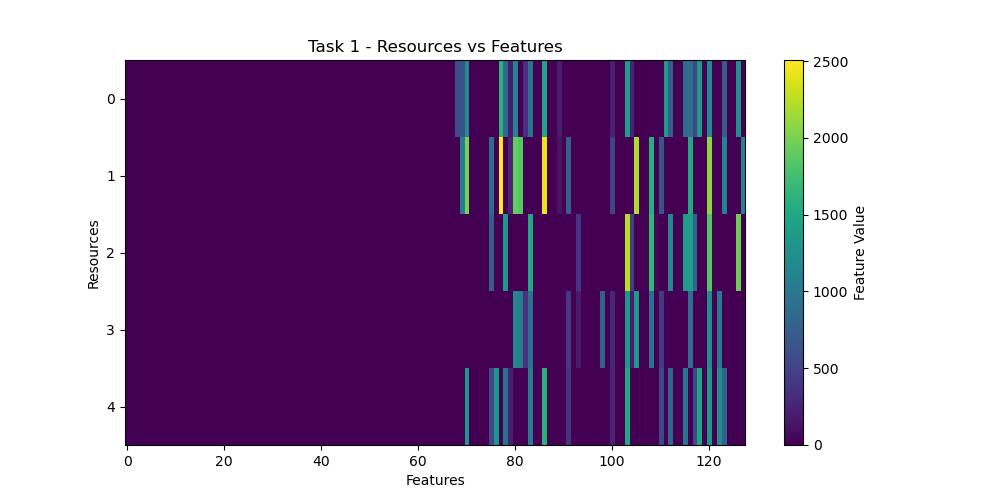 Task 1 - Resources vs Features
Resources
0
1
2
3
4
0 20 40 60 80 100 120
Features
2500
2000
1500
1000
500
0
Feature Value